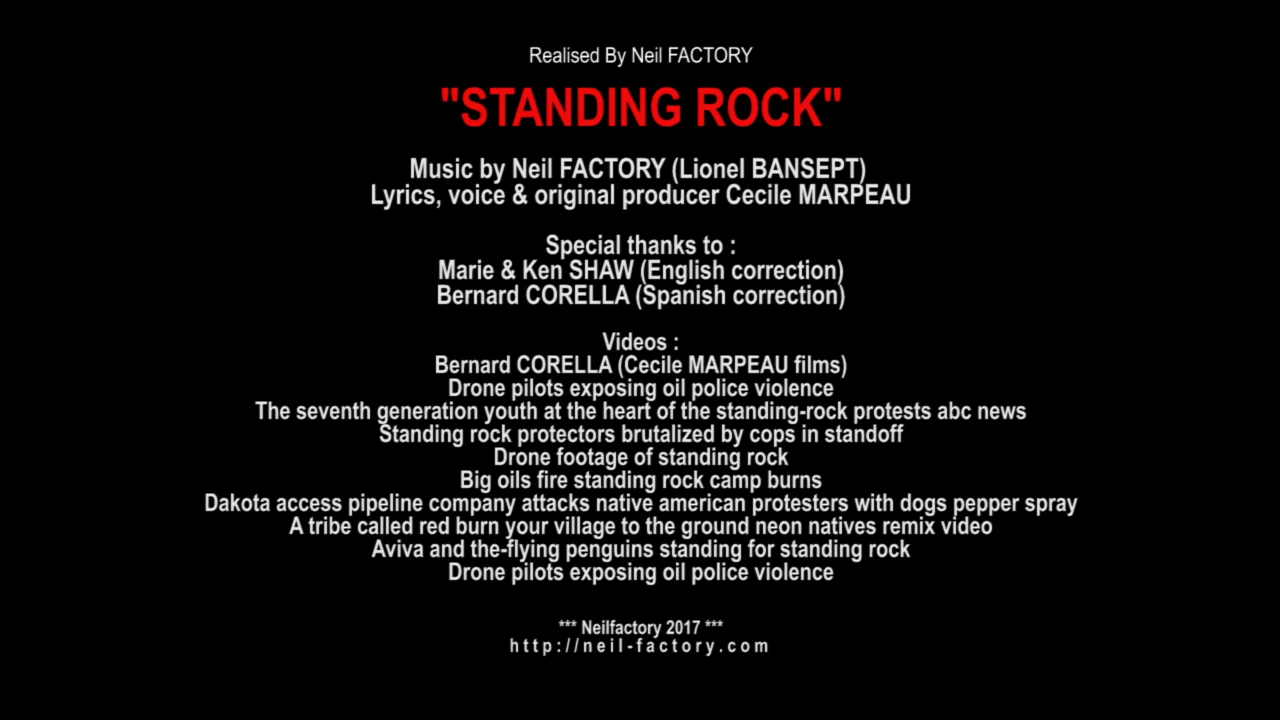 Realised By Neil FACTORY
"STANDING ROCK"
Music by Neil FACTORY (Lionel BANSEPT)
Lyrics, voice & original producer Cecile MARPEAU
Special thanks to :
Marie & Ken SHAW (English correction)
Bernard CORELLA (Spanish correction)
Videos :
Bernard CORELLA (Cecile MARPEAU films)
Drone pilots exposing oil police violence
The seventh generation youth at the heart of the standing-rock protests abc news
Standing rock protectors brutalized by cops in standoff
Drone footage of standing rock
Big oils fire standing rock camp burns
Dakota access pipeline company attacks native american protesters with dogs pepper spray
A tribe called red burn your village to the ground neon natives remix video
Aviva and the-flying penguins standing for standing rock
Drone pilots exposing oil police violence
*** Neilfactory 2017 ***
http://neil-factory.com